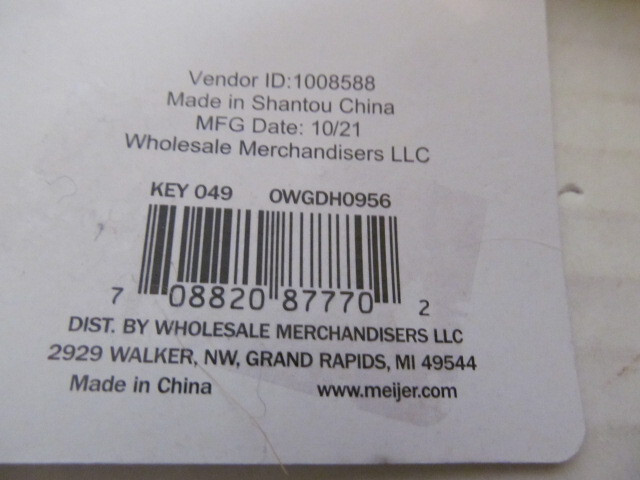 Vendor ID:1008588
Made in Shantou China
MFG Date: 10/21
Wholesale Merchandisers LLC
KEY 049 OWGDH0956
7 08820 87770 2
DIST. BY WHOLESALE MERCHANDISERS LLC
2929 WALKER, NW, GRAND RAPIDS, MI 49544
Made in China www.meijer.com